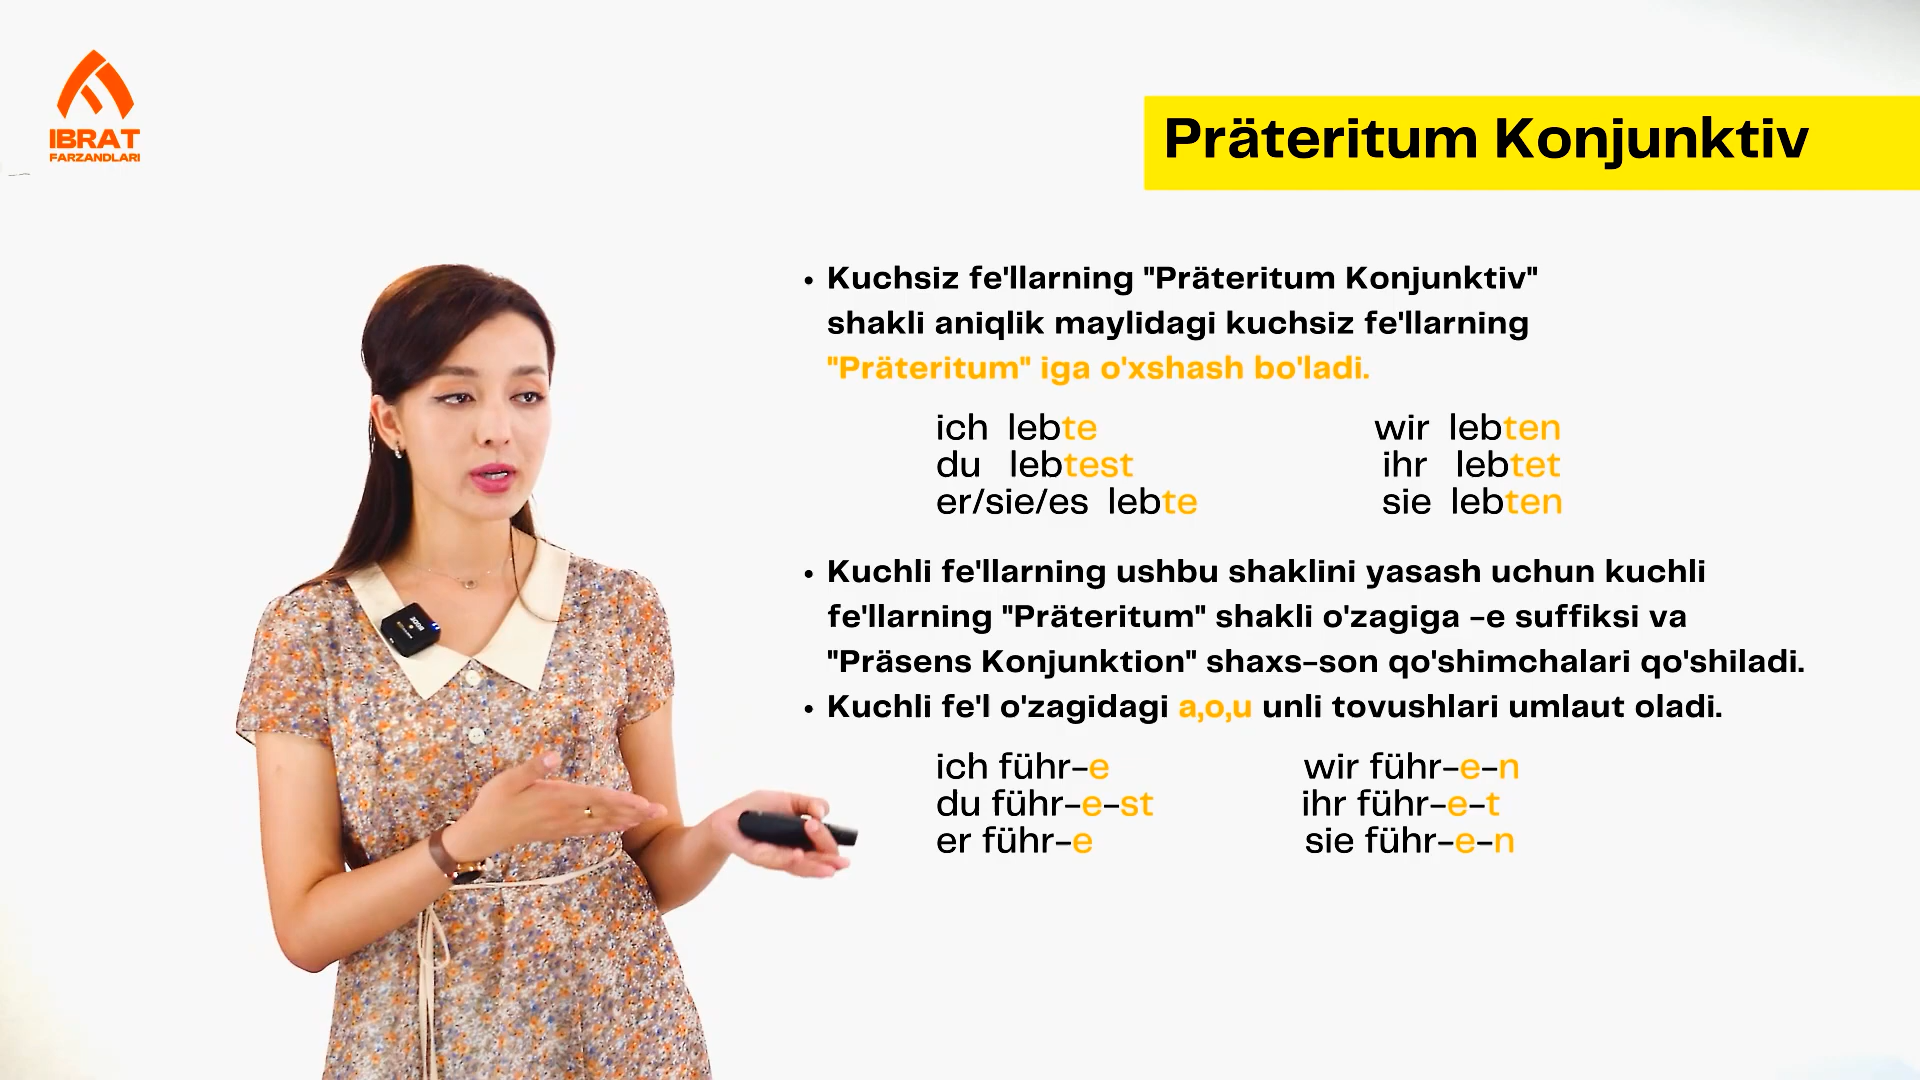 IBRAT
FARZANDLARI
Präteritum Konjunktiv
• Kuchsiz fe'llarning "Präteritum Konjunktiv"
shakli aniqlik maylidagi kuchsiz fe'llarning
"Präteritum" iga o'xshash bo'ladi.
ich lebte wir lebten
du lebtest ihr lebtet
er/sie/es lebte sie lebten
• Kuchli fe'llarning ushbu shaklini yasash uchun kuchli
fe'llarning "Präteritum" shakli o'zagiga -e suffiksi va
"Präsens Konjunktion" shaxs-son qo'shimchalari qo'shiladi.
• Kuchli fe'l o'zagidagi a,o,u unli tovushlari umlaut oladi.
ich führ-e wir führ-e-n
du führ-e-st ihr führ-e-t
er führ-e sie führ-e-n